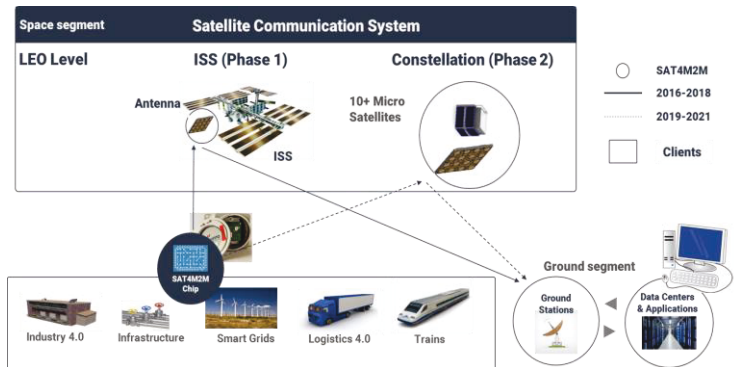 Space segment
Satellite Communication System
LEO Level
ISS (Phase 1)
Constellation (Phase 2)
Antenna
ISS
10+ Micro
Satellites
SAT4M2M
2016-2018
2019-2021
Clients
SAT4M2M
Chip
Industry 4.0
Infrastructure
Smart Grids
Logistics 4.0
Trains
Ground segment
Ground
Stations
Data Centers
& Applications